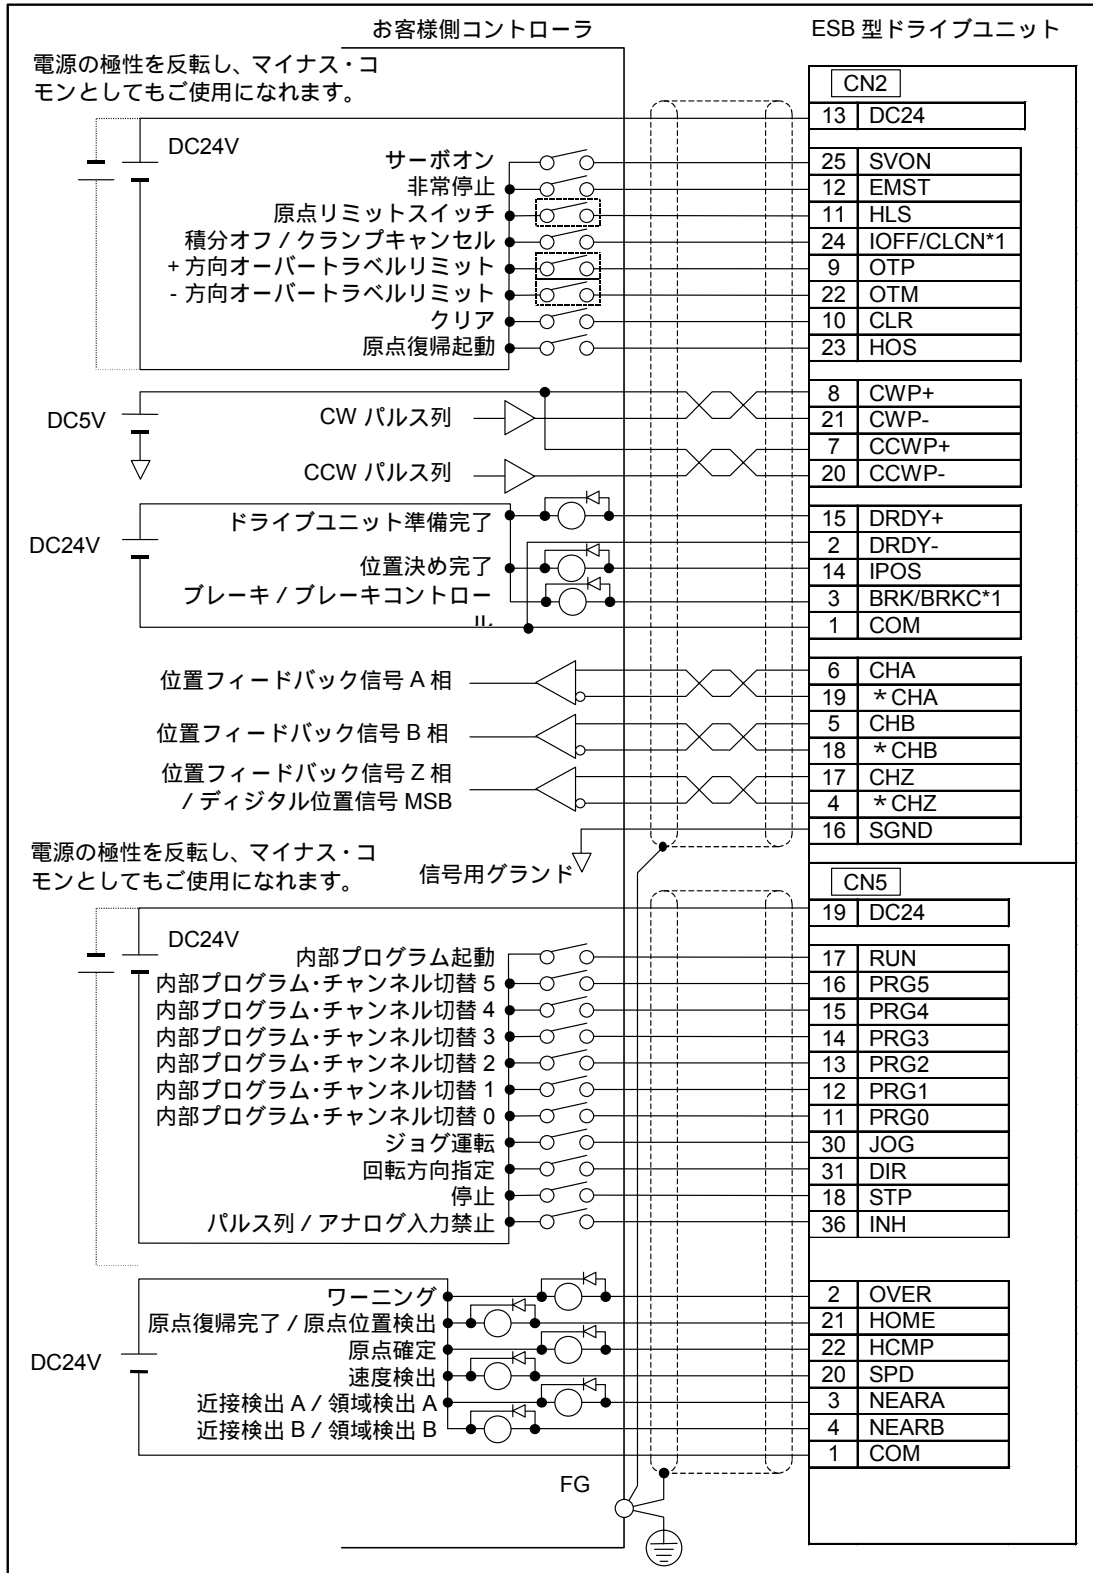 お客様側コントローラ ESB 型ドライブユニット
電源の極性を反転し、マイナス・コ
モンとしてもご使用になれます。
CN2
13 DC24
DC24V
サーボオン 25 SVON
非常停止 12 EMST
原点リミットスイッチ 11 HLS
積分オフ / クランプキャンセル 24 IOFF/CLCN*1
+ 方向オーバートラベルリミット 9 OTP
- 方向オーバートラベルリミット 22 OTM
クリア 10 CLR
原点復帰起動 23 HOS
8 CWP+
DC5V CW パルス列 21 CWP-
7 CCWP+
CCW パルス列 20 CCWP-
ドライブユニット準備完了 15 DRDY+
DC24V 2 DRDY-
位置決め完了 14 IPOS
ブレーキ / ブレーキコントロー 3 BRK/BRKC*1
ル 1 COM
位置フィードバック信号 A 相 6 CHA
19 *CHA
位置フィードバック信号 B 相 5 CHB
18 *CHB
位置フィードバック信号 Z 相 17 CHZ
/ ディジタル位置信号 MSB 4 *CHZ
16 SGND
電源の極性を反転し、マイナス・コ
モンとしてもご使用になれます。
信号用グランド
CN5
19 DC24
DC24V
内部プログラム起動 17 RUN
内部プログラム・チャンネル切替 5 16 PRG5
内部プログラム・チャンネル切替 4 15 PRG4
内部プログラム・チャンネル切替 3 14 PRG3
内部プログラム・チャンネル切替 2 13 PRG2
内部プログラム・チャンネル切替 1 12 PRG1
内部プログラム・チャンネル切替 0 11 PRG0
ジョグ運転 30 JOG
回転方向指定 31 DIR
停止 18 STP
パルス列 / アナログ入力禁止 36 INH
ワーニング 2 OVER
原点復帰完了 / 原点位置検出 21 HOME
原点確定 22 HCMP
DC24V
速度検出 20 SPD
近接検出 A / 領域検出 A 3 NEARA
近接検出 B / 領域検出 B 4 NEARB
1 COM
FG